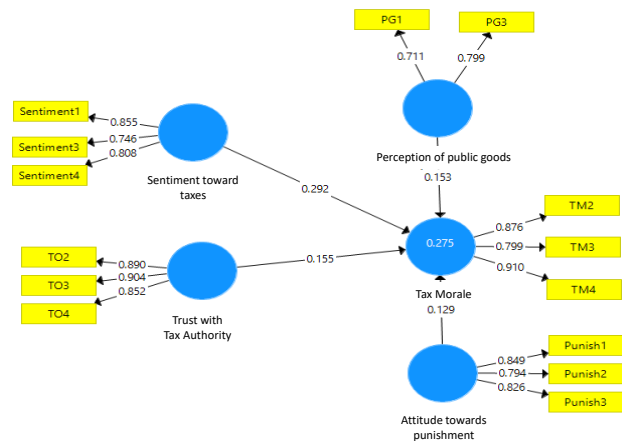 PG1
PG3
0.711
0.799
Sentiment1
0.855
0.746
Sentiment3
0.808
Sentiment4
Perception of public goods
Sentiment toward
taxes
0.153
0.292
TM2
0.876
0.275
0.799
TM3
0.910
TM4
TO2
0.890
0.904
TO3
0.852
TO4
0.155
Trust with
Tax Authority
Tax Morale
0.129
Punish1
0.849
0.794
Punish2
0.826
Punish3
Attitude towards
punishment